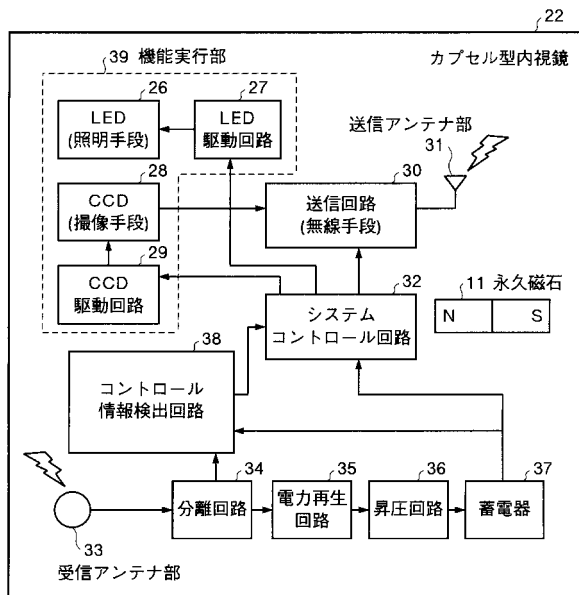 22
カプセル型内視鏡
39 機能実行部
26
LED
(照明手段)
27
LED
駆動回路
送信アンテナ部
31
28
CCD
(撮像手段)
30
送信回路
(無線手段)
29
CCD
駆動回路
32
システム
コントロール回路
11 永久磁石
N S
38
コントロール
情報検出回路
34
分離回路
35
電力再生
回路
36
昇圧回路
37
蓄電器
33
受信アンテナ部